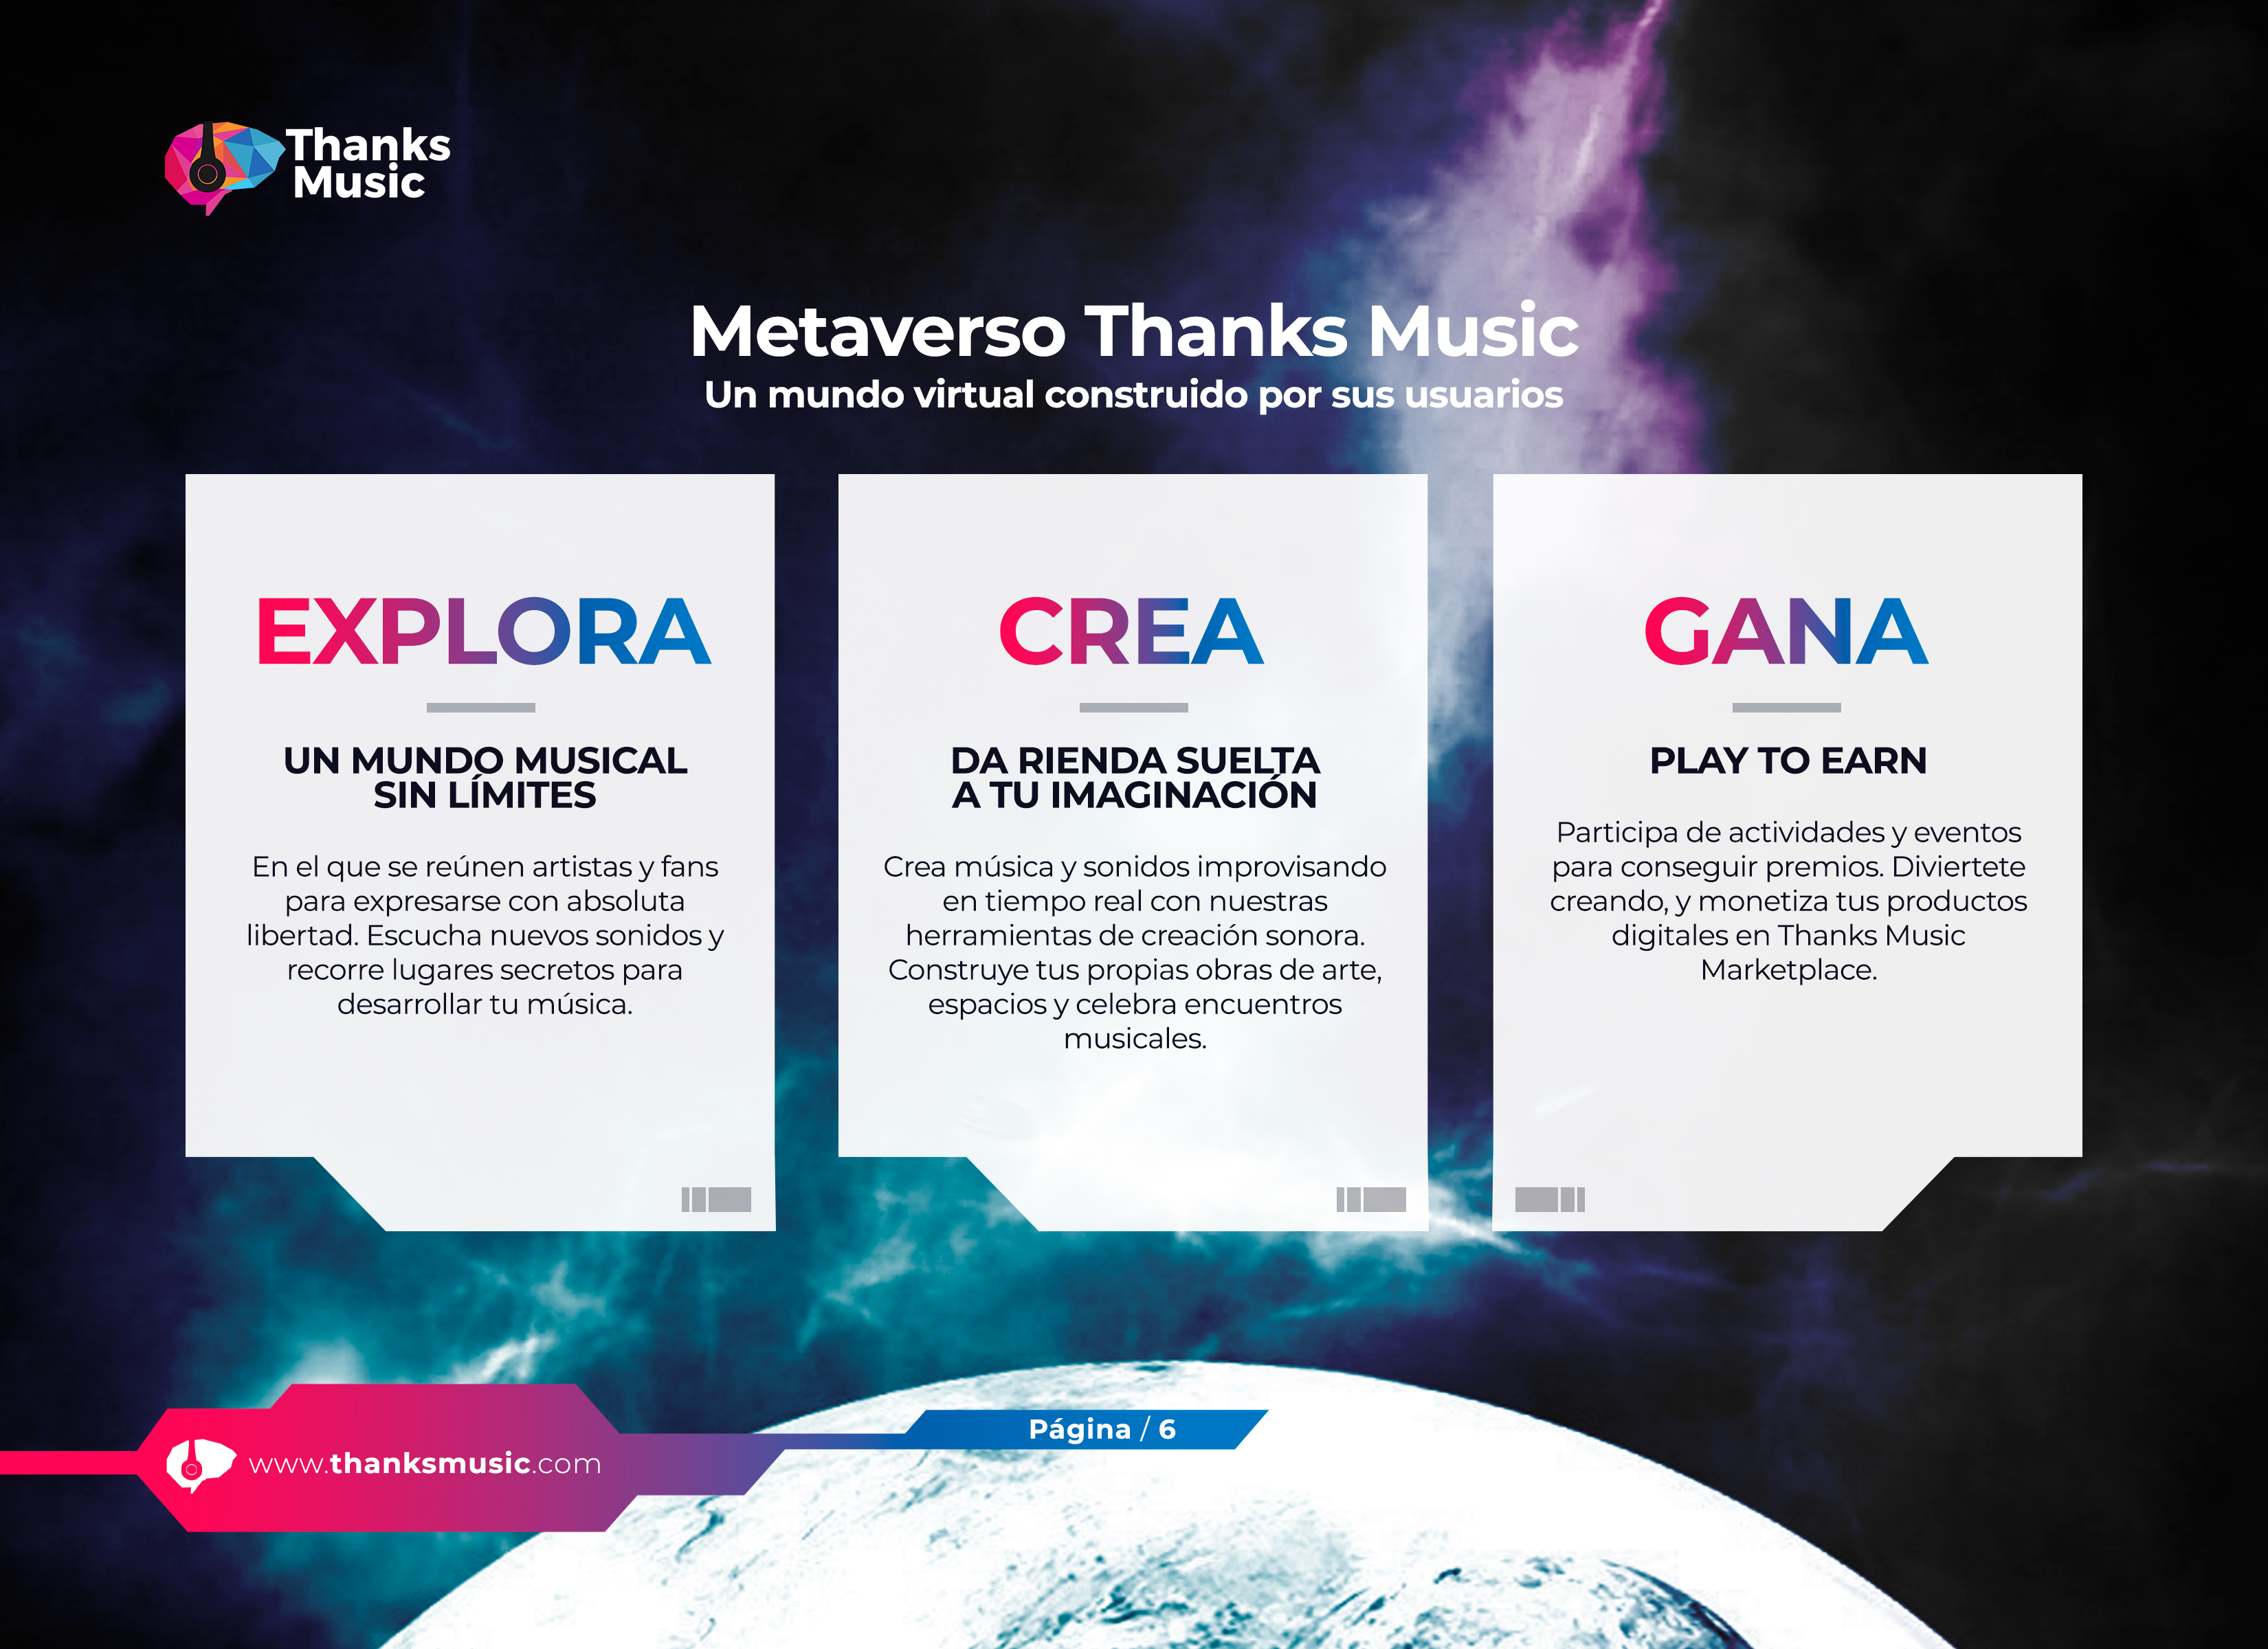 Thanks
Music
Metaverso Thanks Music
Un mundo virtual construido por sus usuarios
EXPLORA
UN MUNDO MUSICAL
SIN LÍMITES
En el que se reúnen artistas y fans
para expresarse con absoluta
libertad. Escucha nuevos sonidos y
recorre lugares secretos para
desarrollar tu música.
CREA
DA RIENDA SUELTA
A TU IMAGINACIÓN
Crea música y sonidos improvisando
en tiempo real con nuestras
herramientas de creación sonora.
Construye tus propias obras de arte,
espacios y celebra encuentros
musicales.
GANA
PLAY TO EARN
Participa de actividades y eventos
para conseguir premios. Diviertete
creando, y monetiza tus productos
digitales en Thanks Music
Marketplace.
www.thanksmusic.com
Página / 6